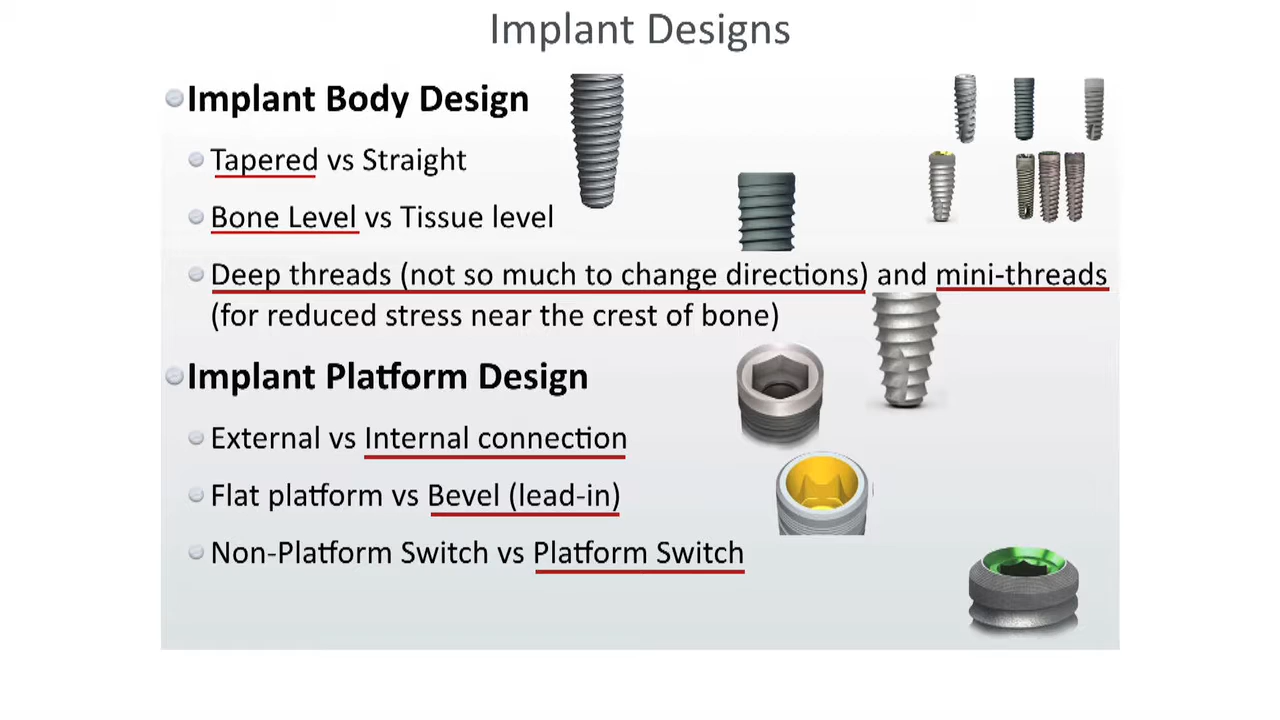 Implant Designs
Implant Body Design
Tapered vs Straight
Bone Level vs Tissue level
Deep threads (not so much to change directions) and mini-threads
(for reduced stress near the crest of bone)
Implant Platform Design
External vs Internal connection
Flat platform vs Bevel (lead-in)
Non-Platform Switch vs Platform Switch